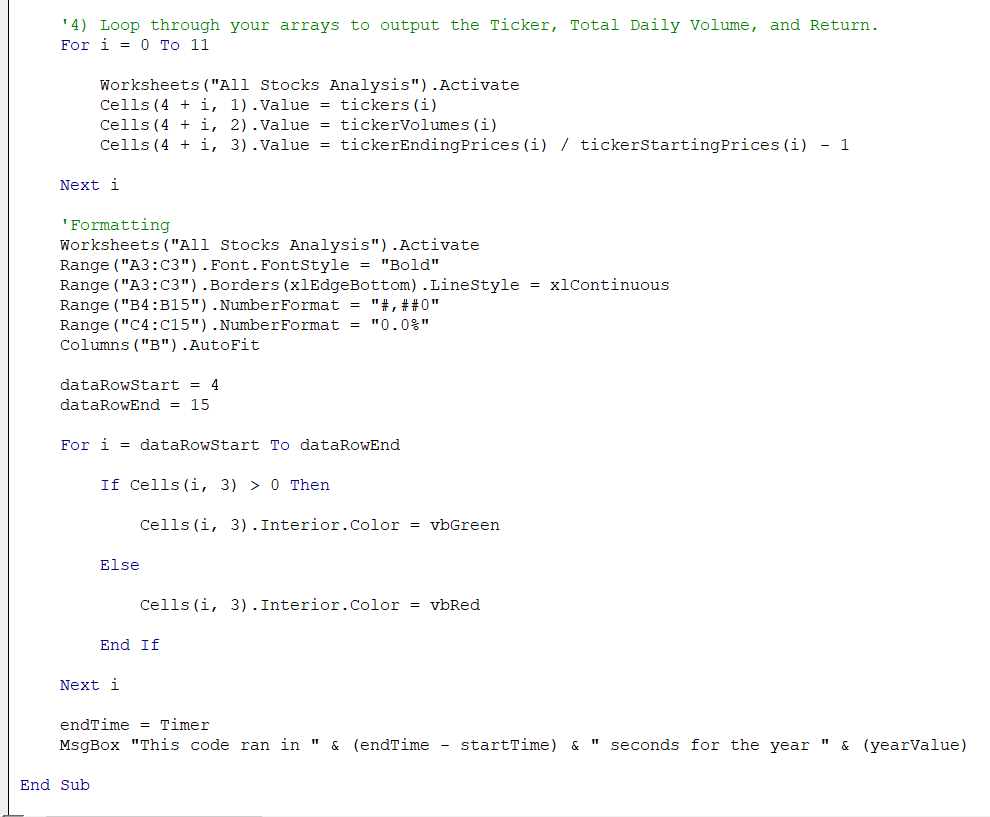 '4) Loop through your arrays to output the Ticker, Total Daily Volume, and Return.
For i = 0 To 11
Worksheets("All Stocks Analysis").Activate
Cells(4 + i, 1).Value = tickers(i)
Cells(4 + i, 2).Value = tickerVolumes(i)
Cells(4 + i, 3).Value = tickerEndingPrices(i) / tickerStartingPrices(i) - 1
Next i
'Formatting
Worksheets("All Stocks Analysis").Activate
Range("A3:C3").Font.FontStyle = "Bold"
Range("A3:C3").Borders(xlEdgeBottom).LineStyle = xlContinuous
Range("B4:B15").NumberFormat = "#,##0"
Range("C4:C15").NumberFormat = "0.0%"
Columns("B").AutoFit
dataRowStart = 4
dataRowEnd = 15
For i = dataRowStart To dataRowEnd
If Cells(i, 3) > 0 Then
Cells(i, 3).Interior.Color = vbGreen
Else
Cells(i, 3).Interior.Color = vbRed
End If
Next i
endTime = Timer
MsgBox "This code ran in " & (endTime - startTime) & " seconds for the year " & (yearValue)
End Sub